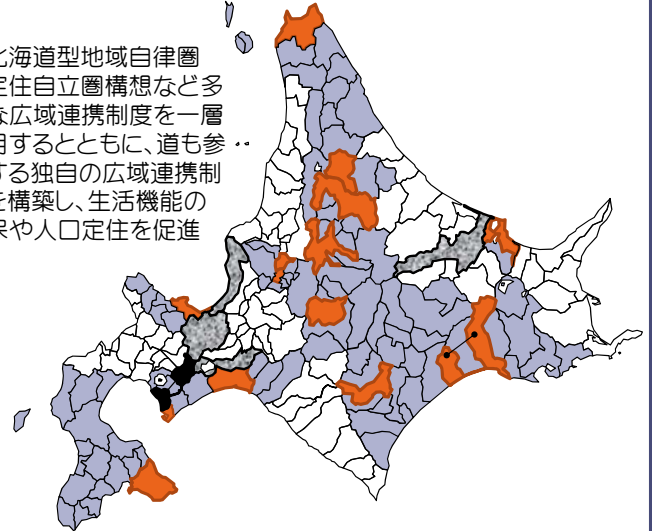 北海道型地域自律圏
定住自立圏構想など多
な広域連携制度を一層
用するとともに、道も参
する独自の広域連携制
を構築し、生活機能の
保や人口定住を促進